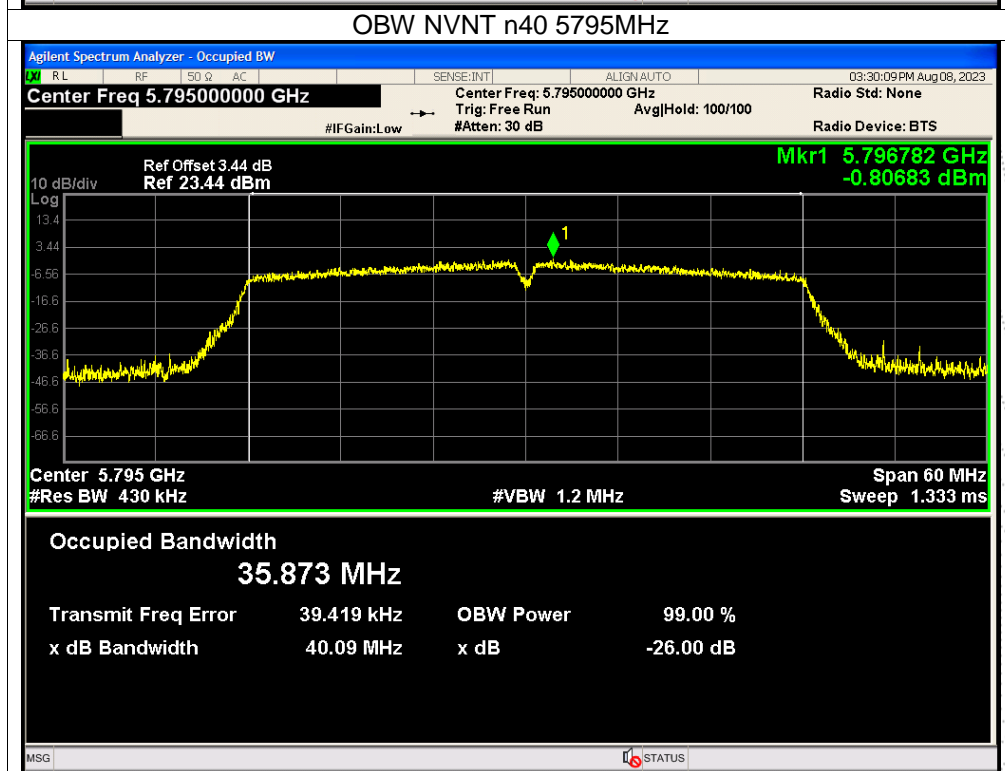 OBW NVNT n40 5795MHz
Agilent Spectrum Analyzer - Occupied BW
LXI RL RF 50 Ω AC SENSE:INT ALIGN AUTO 03:30:09 PM Aug 08, 2023
Center Freq 5.795000000 GHz
Center Freq: 5.795000000 GHz
Radio Std: None
Trig: Free Run Avg|Hold: 100/100
#IFGain:Low #Atten: 30 dB Radio Device: BTS
Mkr1 5.796782 GHz
-0.80683 dBm
Ref Offset 3.44 dB
10 dB/div Ref 23.44 dBm
Log
13.4
3.44
-6.56
-16.6
-26.6
-36.6
-46.6
-56.6
-66.6
1
Center 5.795 GHz Span 60 MHz
#Res BW 430 kHz #VBW 1.2 MHz Sweep 1.333 ms
Occupied Bandwidth
35.873 MHz
Transmit Freq Error 39.419 kHz OBW Power 99.00 %
x dB Bandwidth 40.09 MHz x dB -26.00 dB
MSG STATUS